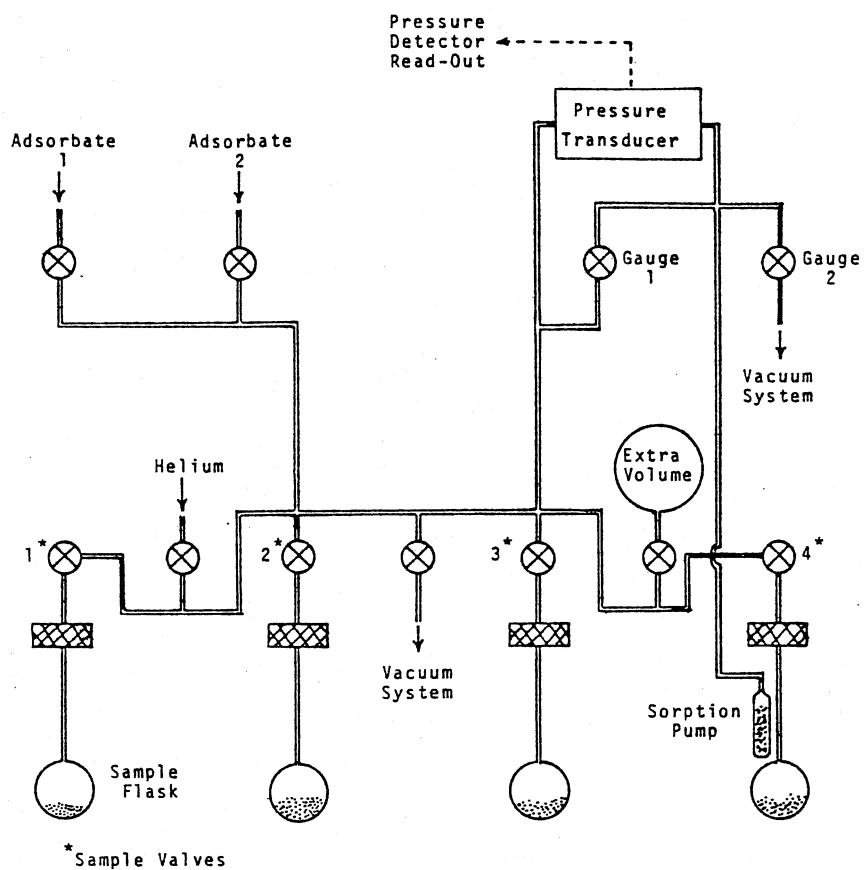 Pressure
Detector
Read-Out
Pressure
Transducer
Adsorbate
1
Adsorbate
2
Gauge
1
Gauge
2
Vacuum
System
Helium
Extra
Volume
1*
2*
3*
4*
Vacuum
System
Sorption
Pump
Sample
Flask
*Sample Valves